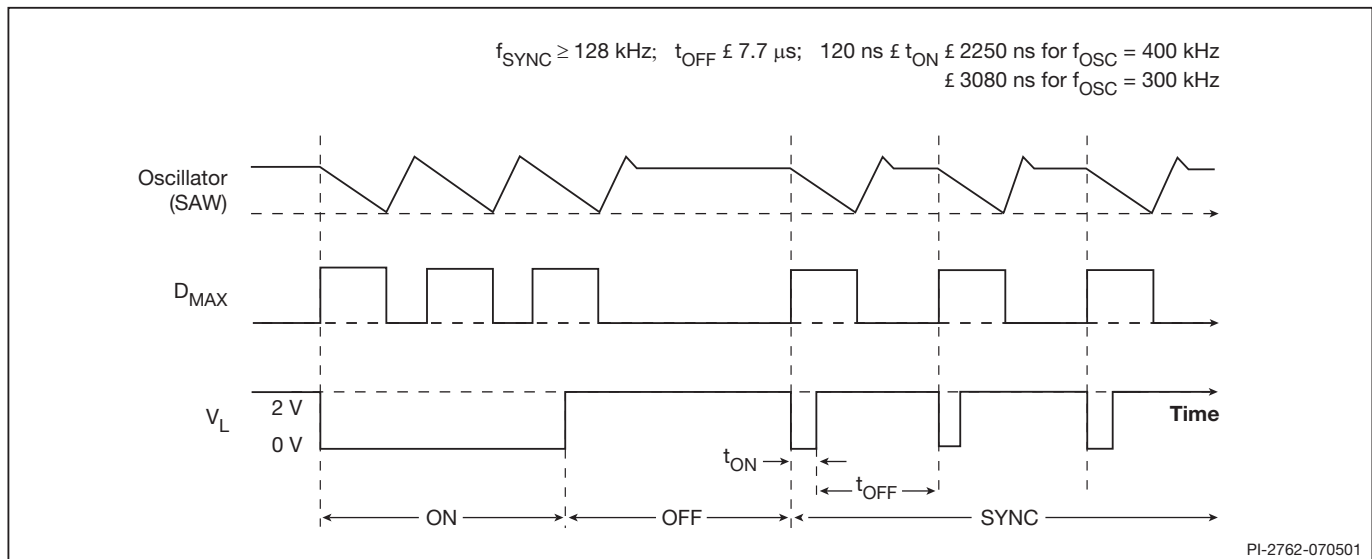 fSYNC ≥ 128 kHz; tOFF £ 7.7 μs; 120 ns £ tON £ 2250 ns for fOSC = 400 kHz
£ 3080 ns for fOSC = 300 kHz
Oscillator
(SAW)
DMAX
VL
2 V
0 V
Time
tON
tOFF
ON
OFF
SYNC
PI-2762-070501